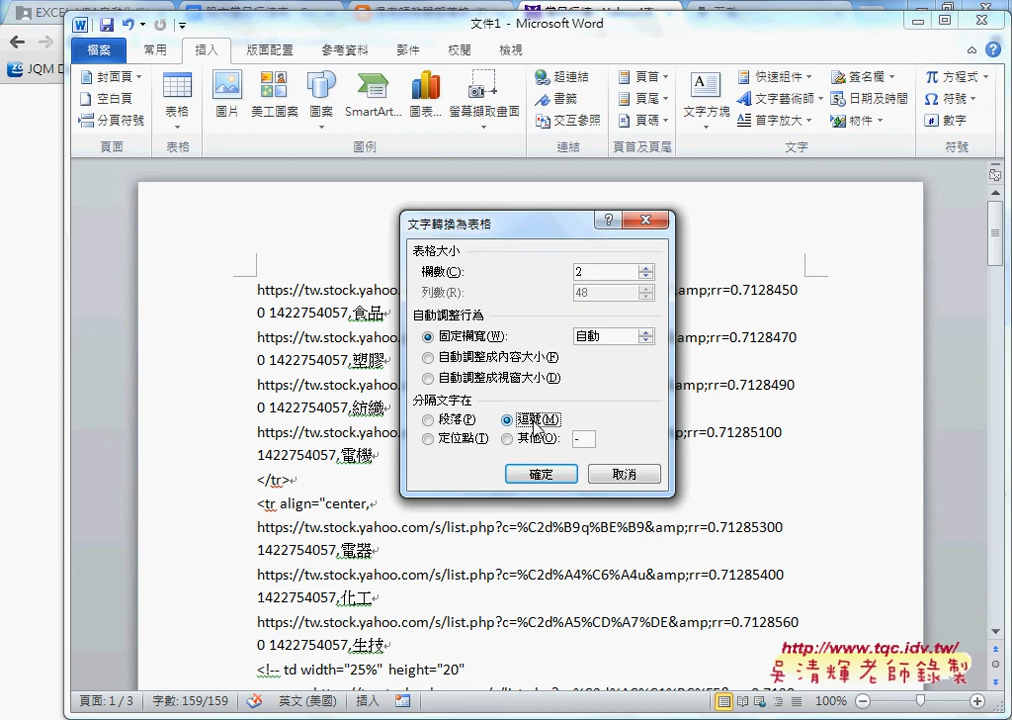 文件1 - Microsoft Word
檔案 常用 插入 版面配置 參考資料 郵件 校閱 檢視
JQM D
封面頁
空白頁
分頁符號
頁面
表格
表格
圖片 美工圖案 圖案 SmartArt... 圖表... 螢幕擷取畫面
圖例
超連結
書籤
交互參照
連結
頁首
頁尾
頁碼
頁首及頁尾
文字方塊
快速組件
文字藝術師
首字放大
簽名欄
日期及時間
物件
文字
方程式
符號
數字
符號
文字轉換為表格
表格大小
欄數(C): 2
列數(R): 48
自動調整行為
固定欄寬(W): 自動
自動調整成內容大小(F)
自動調整成視窗大小(D)
分隔文字在
段落(P) 逗號(M)
定位點(T) 其他(O): -
確定 取消
https://tw.stock.yahoo. amp;rr=0.7128450
0 1422754057,食品
https://tw.stock.yahoo. amp;rr=0.7128470
0 1422754057,塑膠
https://tw.stock.yahoo. amp;rr=0.7128490
0 1422754057,紡織
https://tw.stock.yahoo. p;rr=0.71285100
1422754057,電機
</tr>
<tr align="center,
https://tw.stock.yahoo.com/s/list.php?c=%C2d%B9q%BE%B9&amp;rr=0.71285300
1422754057,電器
https://tw.stock.yahoo.com/s/list.php?c=%C2d%A4%C6%A4u&amp;rr=0.71285400
1422754057,化工
https://tw.stock.yahoo.com/s/list.php?c=%C2d%A5%CD%A7%DE&amp;rr=0.7128560
0 1422754057,生技
<!-- td width="25%" height="20"
http://www.tqc.idv.tw/
吳清輝老師錄製
頁面: 1 / 3 字數: 159/159 英文 (美國) 插入 100%